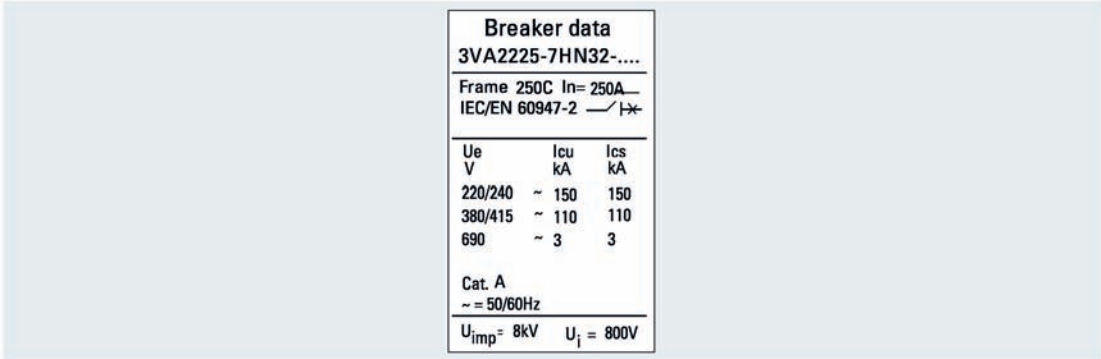 Breaker data
3VA2225-7HN32-....
Frame 250C In= 250A
IEC/EN 60947-2
Ue Icu Ics
V kA kA
220/240 ~ 150 150
380/415 ~ 110 110
690 ~ 3 3
Cat. A
~ = 50/60Hz
Uimp= 8kV Ui = 800V